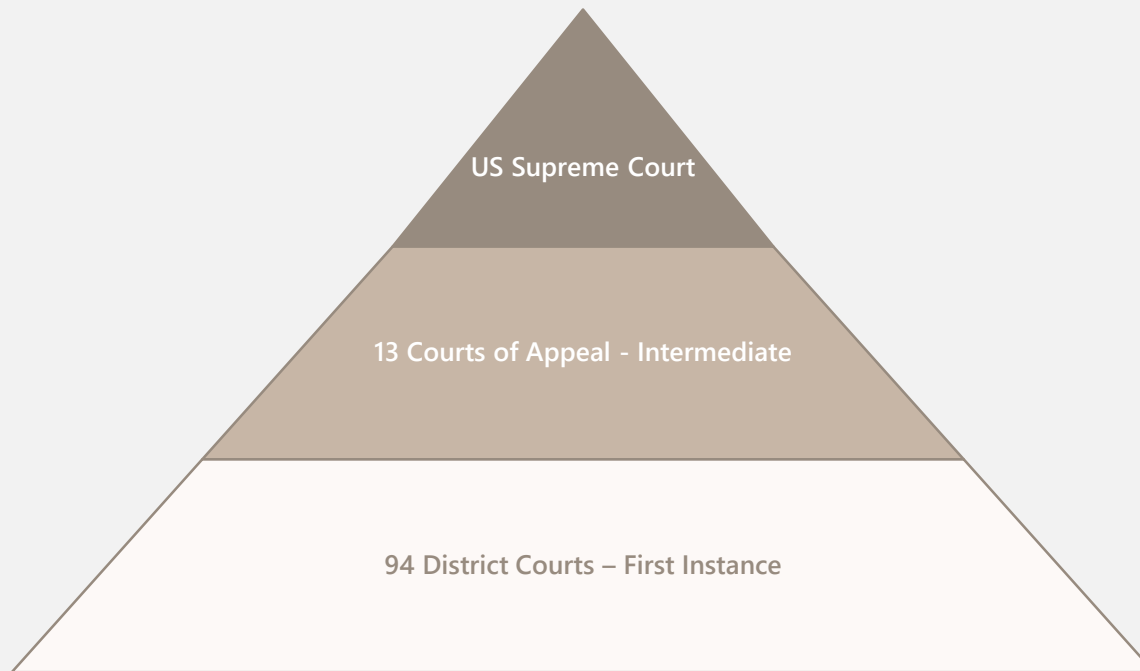 US Supreme Court
13 Courts of Appeal - Intermediate
94 District Courts – First Instance